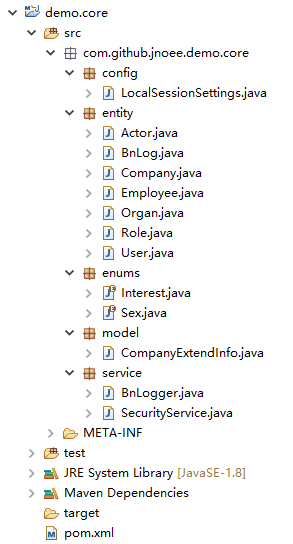 demo.core
src
com.github.jnoee.demo.core
config
LocalSessionSettings.java
entity
Actor.java
BnLog.java
Company.java
Employee.java
Organ.java
Role.java
User.java
enums
Interest.java
Sex.java
model
CompanyExtendInfo.java
service
BnLogger.java
SecurityService.java
META-INF
test
JRE System Library [JavaSE-1.8]
Maven Dependencies
target
pom.xml